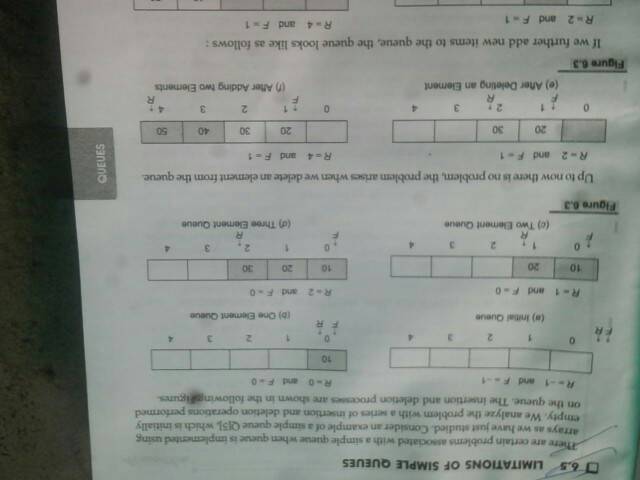 6.5 LIMITATIONS OF SIMPLE QUEUES
There are certain problems associated with a simple queue when queue is implemented using
arrays as we have just studied. Consider an example of a simple queue Q[5], which is initially
empty. We analyze the problem with a series of insertion and deletion operations performed
on the queue. The insertion and deletion processes are shown in the following figures.
R = –1 and F = –1
R = 0 and F = 0
10
F R 0 1 2 3 4
F R
0 1 2 3 4
(a) Initial Queue
(b) One Element Queue
R = 1 and F = 0
R = 2 and F = 0
10 20
10 20 30
0 1 2 3 4
F R
0 1 2 3 4
F R
(c) Two Element Queue
(d) Three Element Queue
Figure 6.3
Up to now there is no problem, the problem arises when we delete an element from the queue.
QUEUES
R = 2 and F = 1
R = 4 and F = 1
20 30
20 30 40 50
0 1 2 3 4
F R
0 1 2 3 4
F R
(e) After Deleting an Element
(f) After Adding two Elements
Figure 6.3
If we further add new items to the queue, the queue looks like as follows :
R = 2 and F = 1
R = 4 and F = 1